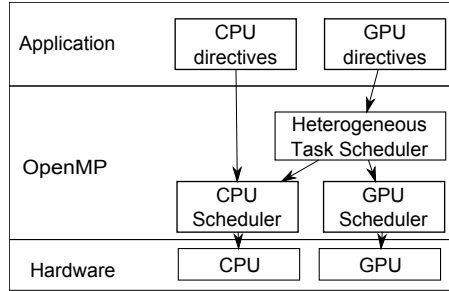 Application
CPU
directives
GPU
directives
OpenMP
Heterogeneous
Task Scheduler
CPU
Scheduler
GPU
Scheduler
Hardware
CPU
GPU